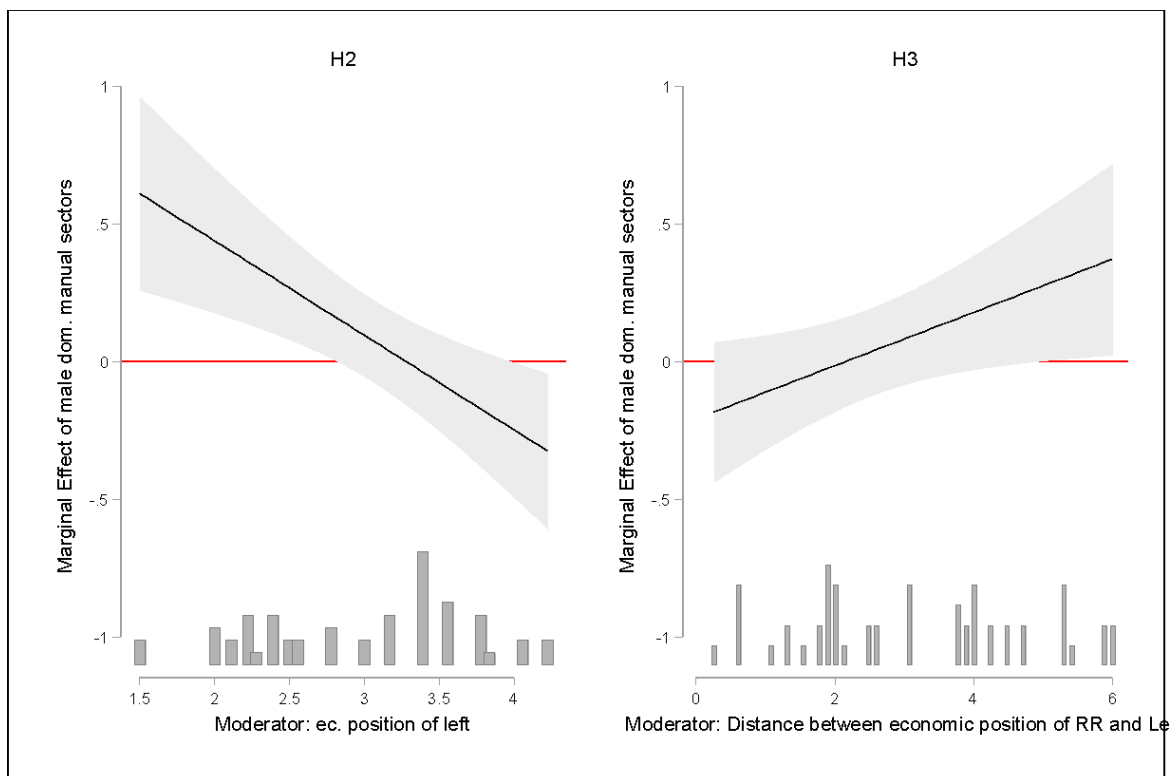 H2
Marginal Effect of male dom. manual sectors
1
.5
0
-.5
-1
1.5 2 2.5 3 3.5 4
Moderator: ec. position of left
H3
Marginal Effect of male dom. manual sectors
1
.5
0
-.5
-1
0 2 4 6
Moderator: Distance between economic position of RR and Le